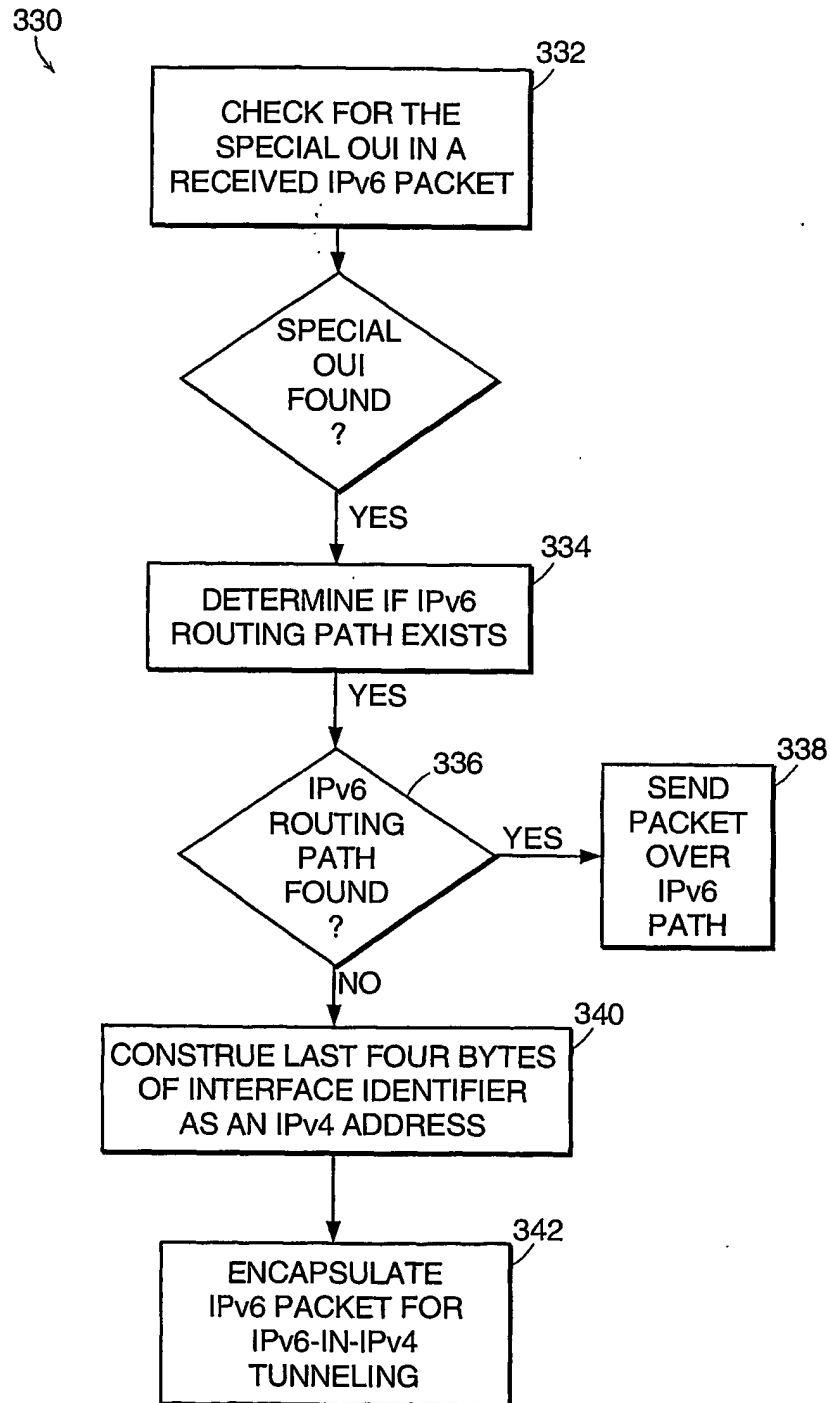 330
332
CHECK FOR THE
SPECIAL OUI IN A
RECEIVED IPv6 PACKET
SPECIAL
OUI
FOUND
?
YES
334
DETERMINE IF IPv6
ROUTING PATH EXISTS
YES
336
IPv6
ROUTING
PATH
FOUND
?
YES
338
SEND
PACKET
OVER
IPv6
PATH
NO
340
CONSTRUE LAST FOUR BYTES
OF INTERFACE IDENTIFIER
AS AN IPv4 ADDRESS
342
ENCAPSULATE
IPv6 PACKET FOR
IPv6-IN-IPv4
TUNNELING